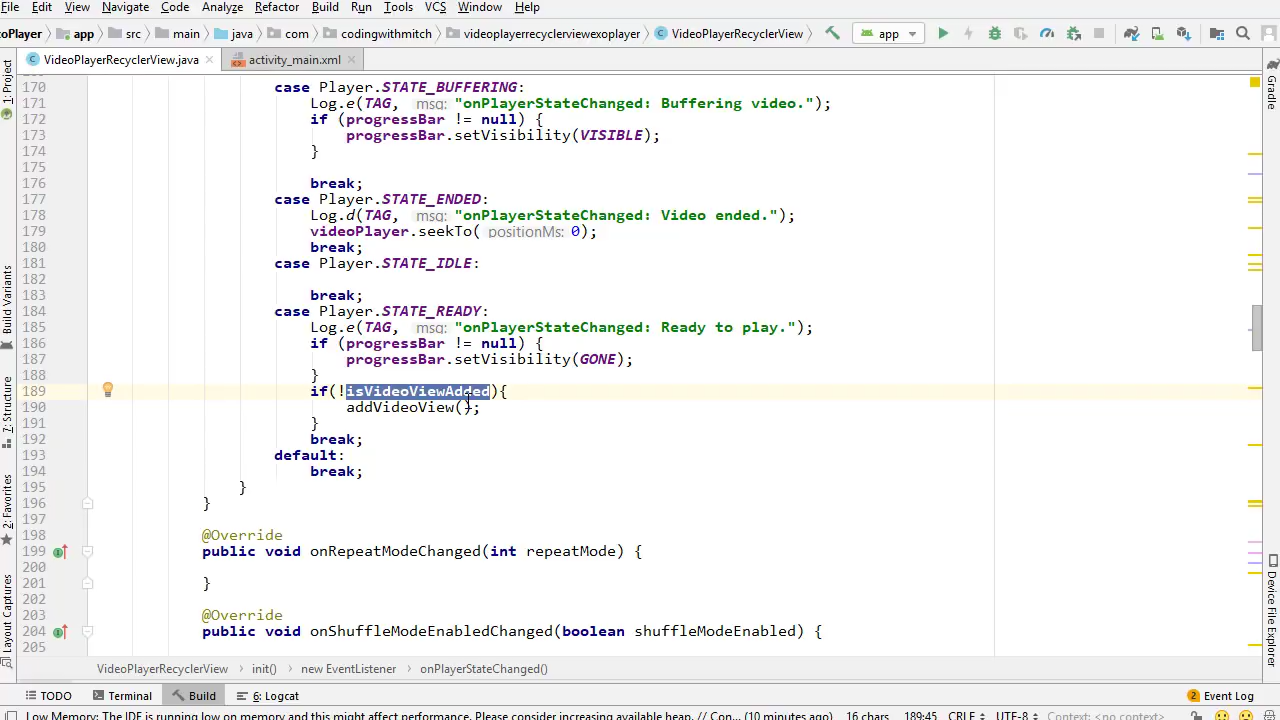 File Edit View Navigate Code Analyze Refactor Build Run Tools VCS Window Help
eoPlayer app src main java com codingwithmitch videoplayerrecyclerviewexoplayer VideoPlayerRecyclerView app
VideoPlayerRecyclerView.java activity_main.xml
170 case Player.STATE_BUFFERING:
171 Log.e(TAG, msg: "onPlayerStateChanged: Buffering video.");
172 if (progressBar != null) {
173 progressBar.setVisibility(VISIBLE);
174 }
175
176 break;
177 case Player.STATE_ENDED:
178 Log.d(TAG, msg: "onPlayerStateChanged: Video ended.");
179 videoPlayer.seekTo( positionMs: 0);
180 break;
181 case Player.STATE_IDLE:
182
183 break;
184 case Player.STATE_READY:
185 Log.e(TAG, msg: "onPlayerStateChanged: Ready to play.");
186 if (progressBar != null) {
187 progressBar.setVisibility(GONE);
188 }
189 if(!isVideoViewAdded){
190 addVideoView();
191 }
192 break;
193 default:
194 break;
195 }
196 }
197
198 @Override
199 public void onRepeatModeChanged(int repeatMode) {
200
201 }
202
203 @Override
204 public void onShuffleModeEnabledChanged(boolean shuffleModeEnabled) {
205
1: Project
Build Variants
7: Structure
2: Favorites
Layout Captures
Gradle
Device File Explorer
VideoPlayerRecyclerView init() new EventListener onPlayerStateChanged()
TODO Terminal Build 6: Logcat 2 Event Log
Low Memory: The IDE is running low on memory and this might affect performance. Please consider increasing available heap. // Con... (10 minutes ago) 16 chars 189:45 CRLF UTF-8 Context: <no context>